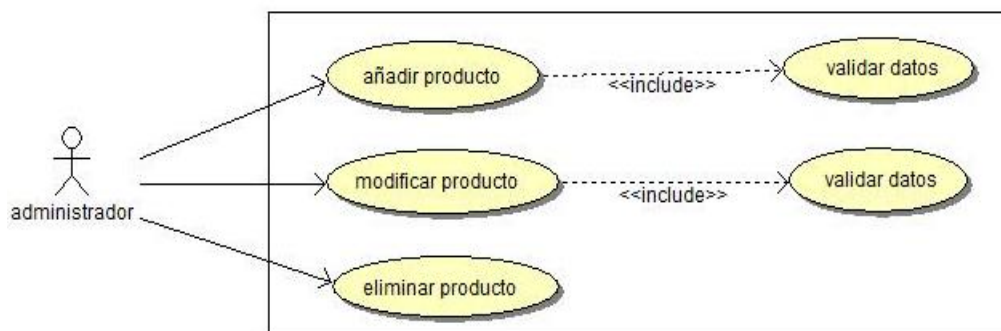 añadir producto
<<include>>
validar datos
modificar producto
<<include>>
validar datos
administrador
eliminar producto